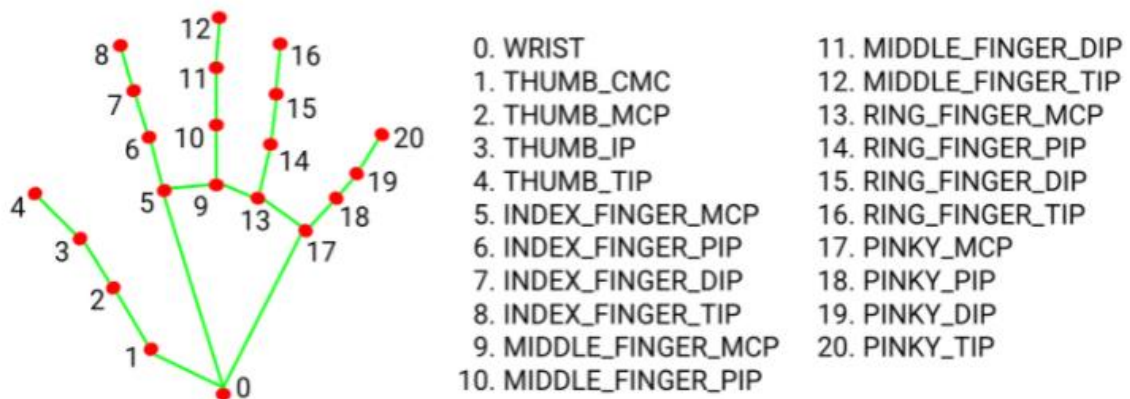 12
8
16
11
7
15
6
10
14
20
4
5
9
13
19
18
3
17
2
1
0
0. WRIST
1. THUMB_CMC
2. THUMB_MCP
3. THUMB_IP
4. THUMB_TIP
5. INDEX_FINGER_MCP
6. INDEX_FINGER_PIP
7. INDEX_FINGER_DIP
8. INDEX_FINGER_TIP
9. MIDDLE_FINGER_MCP
10. MIDDLE_FINGER_PIP
11. MIDDLE_FINGER_DIP
12. MIDDLE_FINGER_TIP
13. RING_FINGER_MCP
14. RING_FINGER_PIP
15. RING_FINGER_DIP
16. RING_FINGER_TIP
17. PINKY_MCP
18. PINKY_PIP
19. PINKY_DIP
20. PINKY_TIP